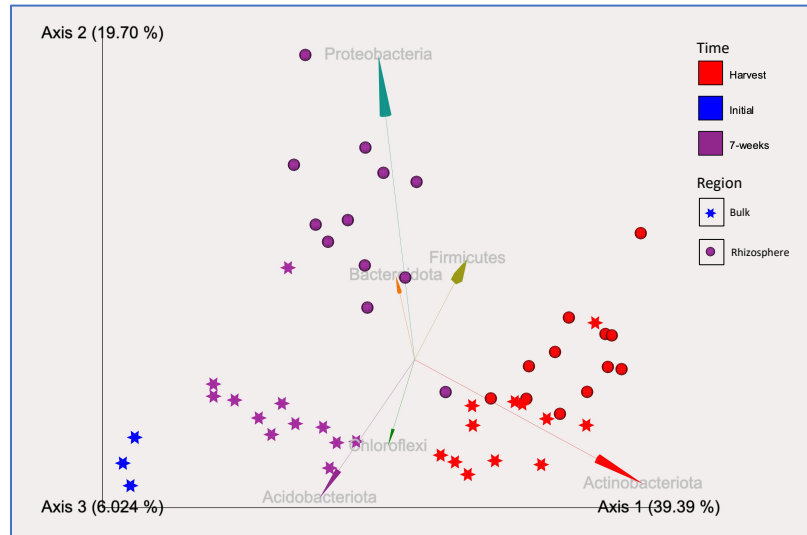 Axis 2 (19.70 %)
Proteobacteria
Time
Harvest
Initial
7-weeks
Region
Bulk
Rhizosphere
Firmicutes
Bacteroidota
Chloroflexi
Acidobacteriota
Actinobacteriota
Axis 3 (6.024 %)
Axis 1 (39.39 %)